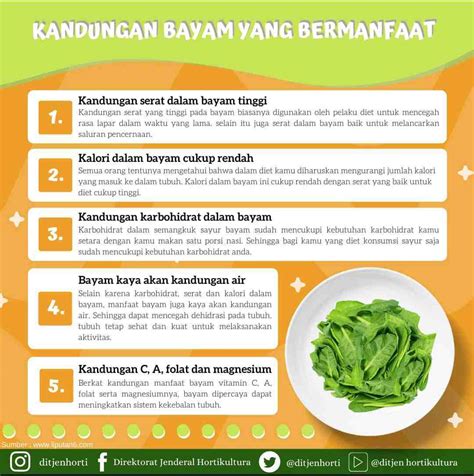 KANDUNGAN BAYAM YANG BERMANFAAT
1.
Kandungan serat dalam bayam tinggi
Kandungan serat yang tinggi pada bayam biasanya digunakan oleh pelaku diet untuk mencegah
rasa lapar dalam waktu yang lama. selain itu juga serat dalam bayam baik untuk melancarkan
saluran pencernaan.
2.
Kalori dalam bayam cukup rendah
Semua orang tentunya mengetahui bahwa dalam diet kamu diharuskan mengurangi jumlah kalori
yang masuk ke dalam tubuh. Kalori dalam bayam ini cukup rendah dengan serat yang baik untuk
diet cukup tinggi.
3.
Kandungan karbohidrat dalam bayam
Karbohidrat dalam semangkuk sayur bayam sudah mencukupi kebutuhan karbohidrat kamu
setara dengan kamu makan satu porsi nasi. Sehingga bagi kamu yang diet konsumsi sayur saja
sudah mencukupi kebutuhan karbohidrat anda.
4.
Bayam kaya akan kandungan air
Selain karena karbohidrat, serat dan kalori dalam
bayam, manfaat bayam juga kaya akan kandungan
air. Sehingga dapat mencegah dehidrasi pada tubuh.
tubuh tetap sehat dan kuat untuk melaksanakan
aktivitas.
5.
Kandungan C, A, folat dan magnesium
Berkat kandungan manfaat bayam vitamin C, A,
folat serta magnesiumnya, bayam dipercaya dapat
meningkatkan sistem kekebalan tubuh.
Sumber : www.liputan6.com
ditjenhorti Direktorat Jenderal Hortikultura @ditjenhorti @ditjen hortikultura